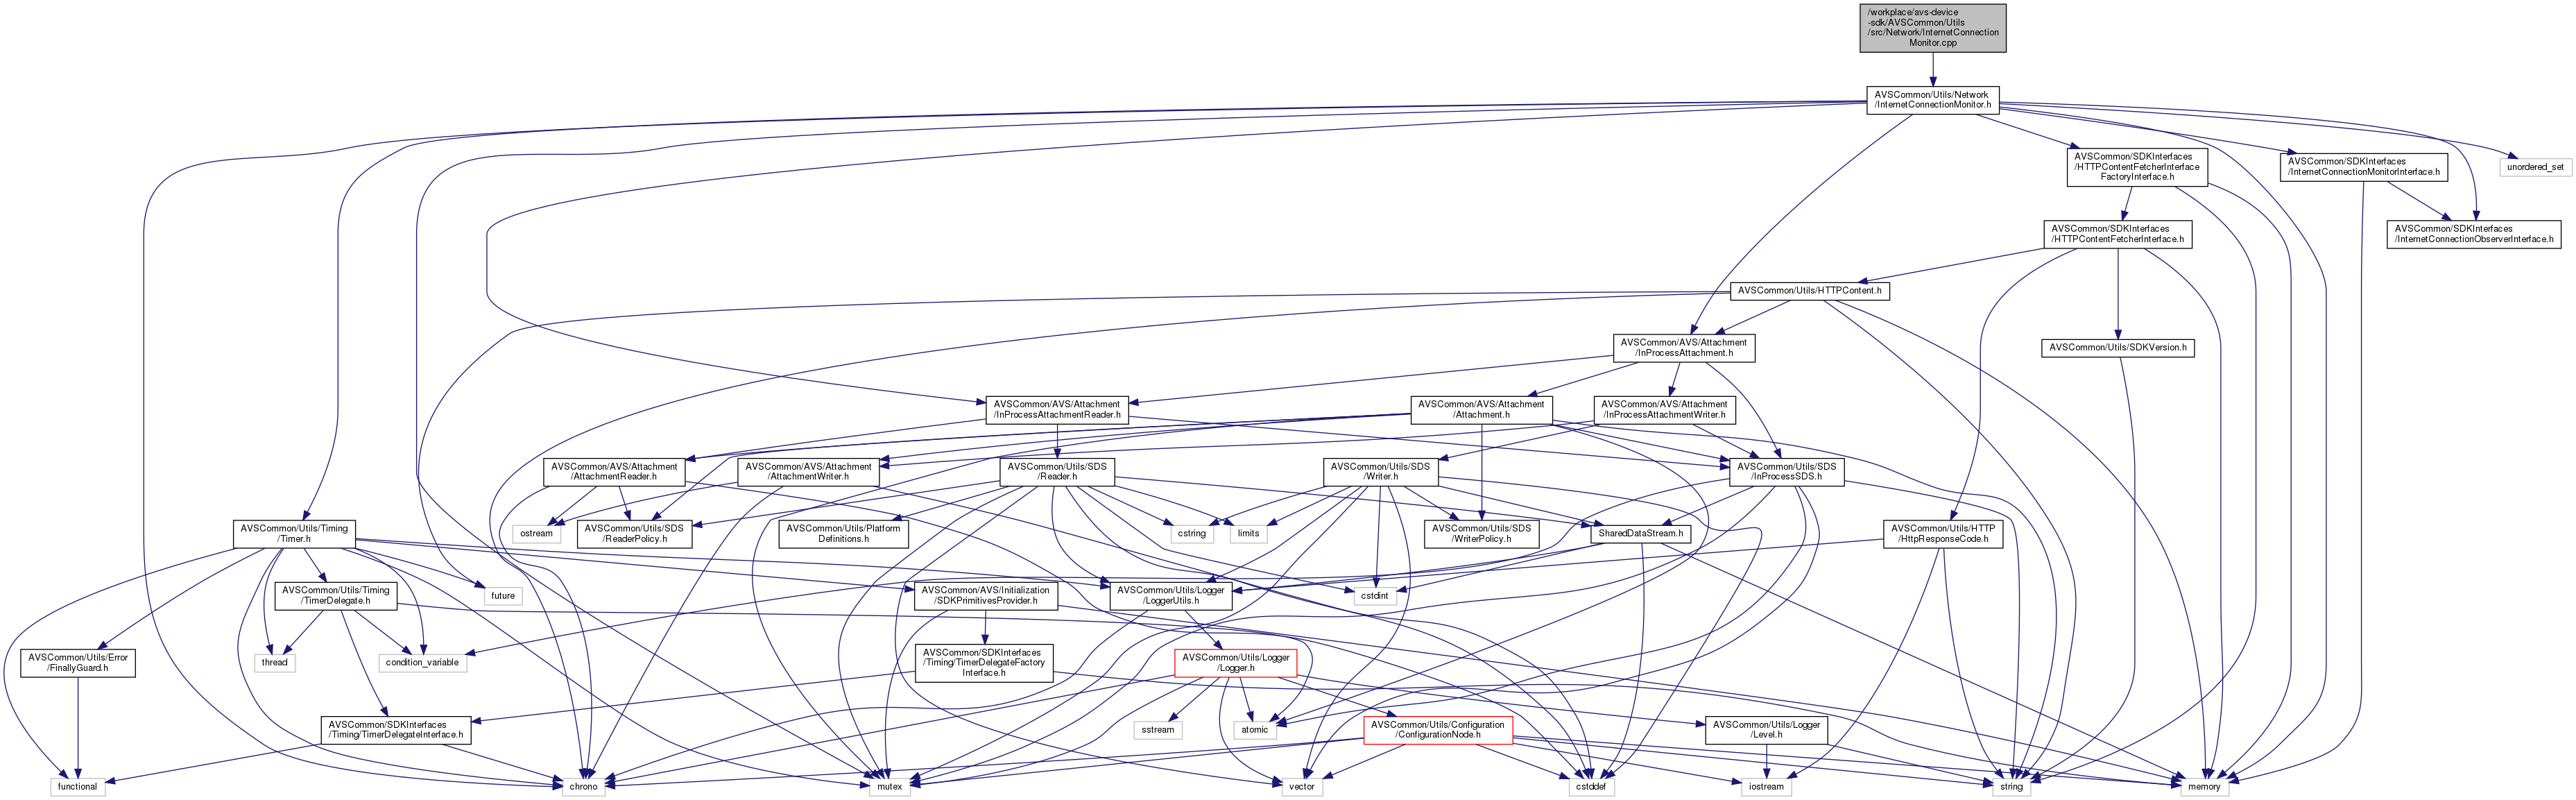 /workplace/avs-device
-sdk/AVSCommon/Utils
/src/Network/InternetConnection
Monitor.cpp
AVSCommon/Utils/Network
/InternetConnectionMonitor.h
AVSCommon/SDKInterfaces
/HTTPContentFetcherInterface
FactoryInterface.h
AVSCommon/SDKInterfaces
/InternetConnectionMonitorInterface.h
unordered_set
AVSCommon/SDKInterfaces
/HTTPContentFetcherInterface.h
AVSCommon/SDKInterfaces
/InternetConnectionObserverInterface.h
AVSCommon/Utils/HTTPContent.h
AVSCommon/AVS/Attachment
/InProcessAttachment.h
AVSCommon/Utils/SDKVersion.h
AVSCommon/AVS/Attachment
/InProcessAttachmentReader.h
AVSCommon/AVS/Attachment
/Attachment.h
AVSCommon/AVS/Attachment
/InProcessAttachmentWriter.h
AVSCommon/AVS/Attachment
/AttachmentReader.h
AVSCommon/AVS/Attachment
/AttachmentWriter.h
AVSCommon/Utils/SDS
/Reader.h
AVSCommon/Utils/SDS
/Writer.h
AVSCommon/Utils/SDS
/InProcessSDS.h
AVSCommon/Utils/Timing
/Timer.h
ostream
AVSCommon/Utils/SDS
/ReaderPolicy.h
AVSCommon/Utils/Platform
Definitions.h
cstring
limits
AVSCommon/Utils/SDS
/WriterPolicy.h
SharedDataStream.h
AVSCommon/Utils/HTTP
/HttpResponseCode.h
AVSCommon/Utils/Timing
/TimerDelegate.h
future
AVSCommon/AVS/Initialization
/SDKPrimitivesProvider.h
AVSCommon/Utils/Logger
/LoggerUtils.h
cstdint
AVSCommon/Utils/Error
/FinallyGuard.h
thread
condition_variable
AVSCommon/SDKInterfaces
/Timing/TimerDelegateFactory
Interface.h
AVSCommon/Utils/Logger
/Logger.h
AVSCommon/SDKInterfaces
/Timing/TimerDelegateInterface.h
sstream
atomic
AVSCommon/Utils/Configuration
/ConfigurationNode.h
AVSCommon/Utils/Logger
/Level.h
functional
chrono
mutex
vector
cstddef
iostream
string
memory